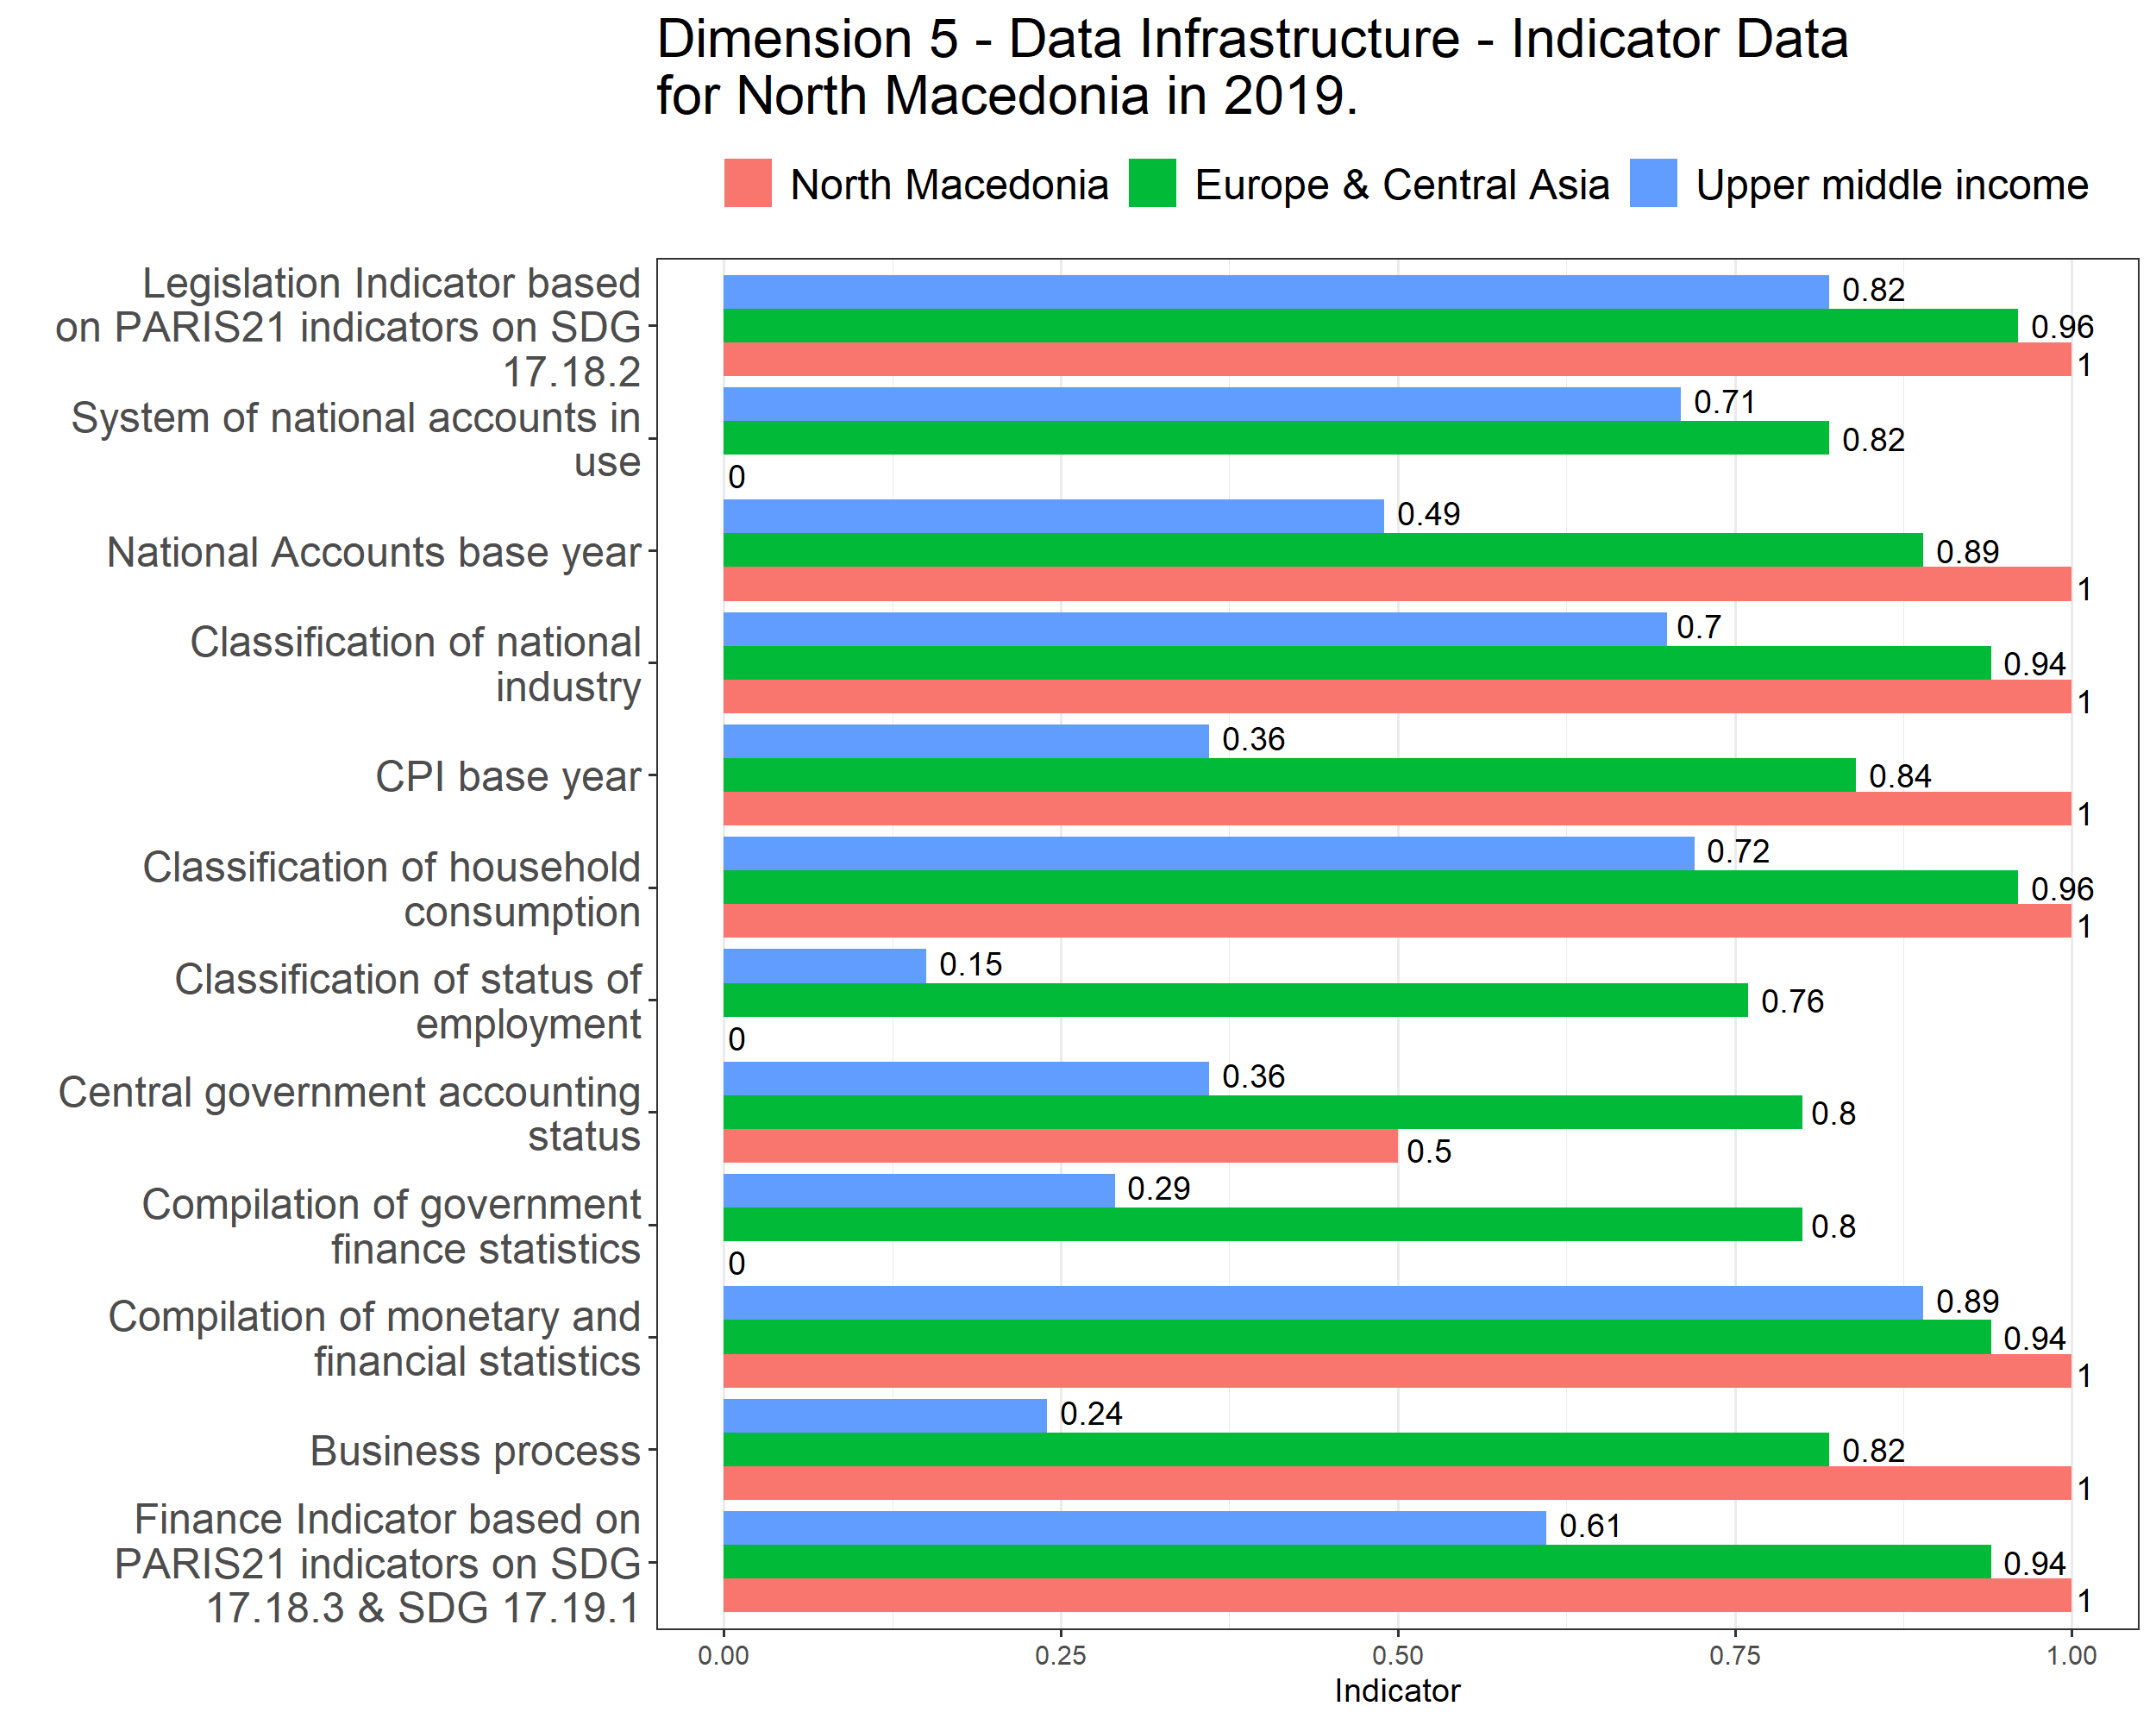 Dimension 5 - Data Infrastructure - Indicator Data
for North Macedonia in 2019.
North Macedonia
Europe & Central Asia
Upper middle income
Legislation Indicator based
on PARIS21 indicators on SDG
17.18.2
0.82
0.96
1
System of national accounts in
use
0.71
0.82
0
National Accounts base year
0.49
0.89
1
Classification of national
industry
0.7
0.94
1
CPI base year
0.36
0.84
1
Classification of household
consumption
0.72
0.96
1
Classification of status of
employment
0.15
0.76
0
Central government accounting
status
0.36
0.8
0.5
Compilation of government
finance statistics
0.29
0.8
0
Compilation of monetary and
financial statistics
0.89
0.94
1
Business process
0.24
0.82
1
Finance Indicator based on
PARIS21 indicators on SDG
17.18.3 & SDG 17.19.1
0.61
0.94
1
0.00
0.25
0.50
0.75
1.00
Indicator